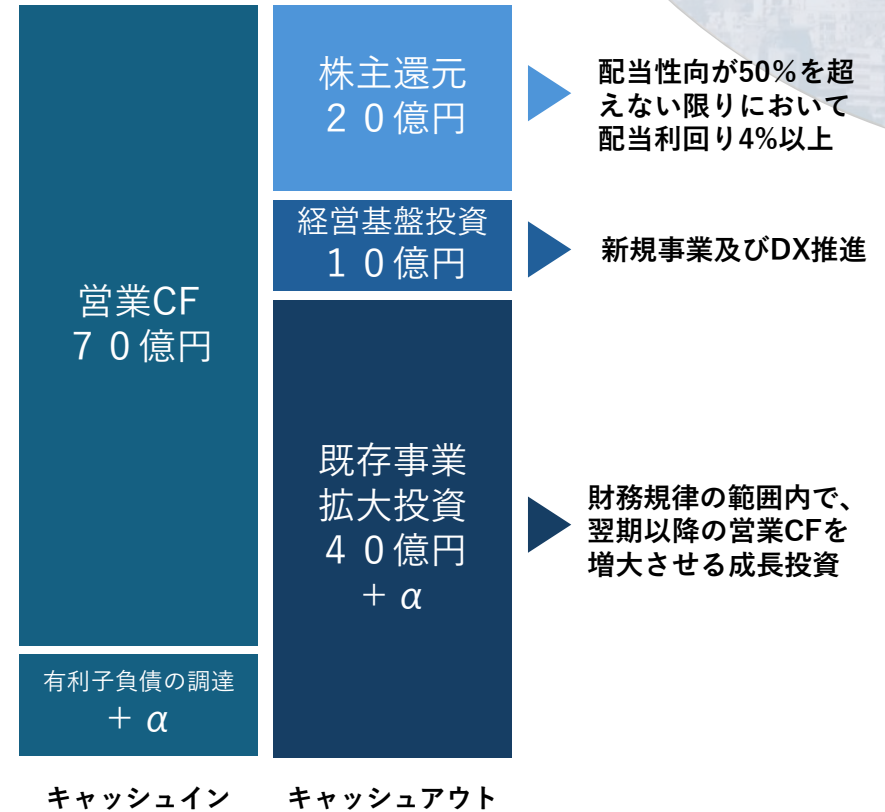 営業CF
７０億円
有利子負債の調達
＋α
キャッシュイン
株主還元
２０億円
経営基盤投資
１０億円
既存事業
拡大投資
４０億円
＋α
キャッシュアウト
配当性向が50％を超
えない限りにおいて
配当利回り4%以上
新規事業及びDX推進
財務規律の範囲内で、
翌期以降の営業CFを
増大させる成長投資